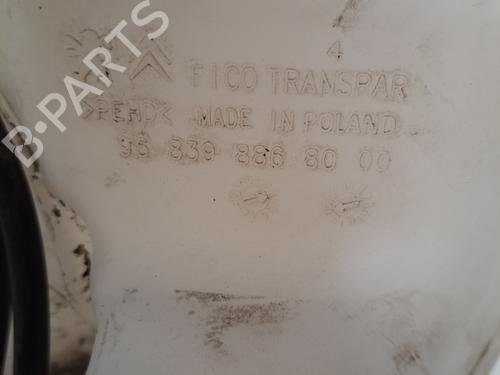 4
FICO TRANSPAR
>PEHD< MADE IN POLAND
96 839 886 80 00
B-PARTS